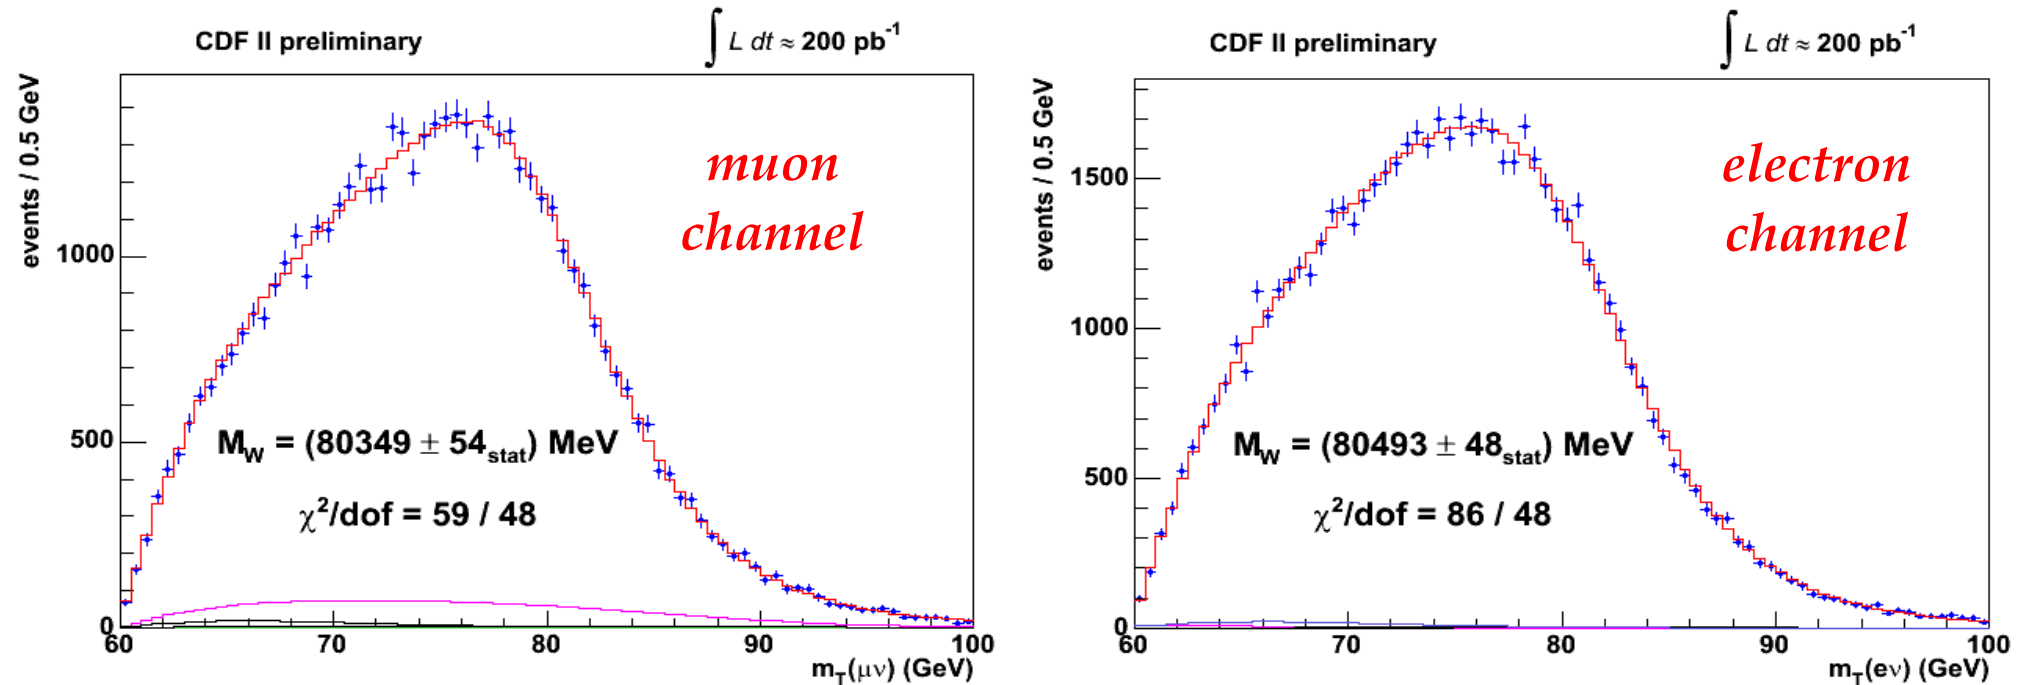 CDF II preliminary
∫ L dt ≈ 200 pb⁻¹
events / 0.5 GeV
1000
500
0
muon
channel
M_W = (80349 ± 54_stat) MeV
χ²/dof = 59 / 48
60 70 80 90 100
m_T(μν) (GeV)
CDF II preliminary
∫ L dt ≈ 200 pb⁻¹
events / 0.5 GeV
1500
1000
500
0
electron
channel
M_W = (80493 ± 48_stat) MeV
χ²/dof = 86 / 48
60 70 80 90 100
m_T(eν) (GeV)